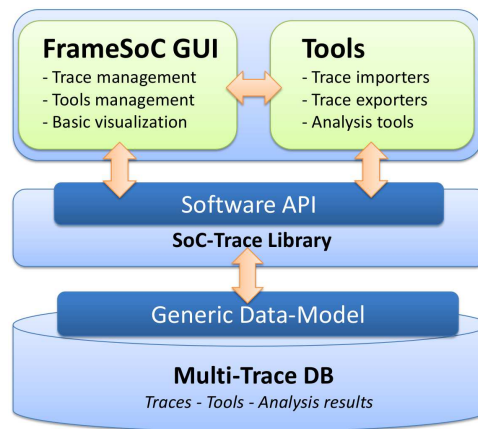 FrameSoC GUI
- Trace management
- Tools management
- Basic visualization
Tools
- Trace importers
- Trace exporters
- Analysis tools
Software API
SoC-Trace Library
Generic Data-Model
Multi-Trace DB
Traces - Tools - Analysis results